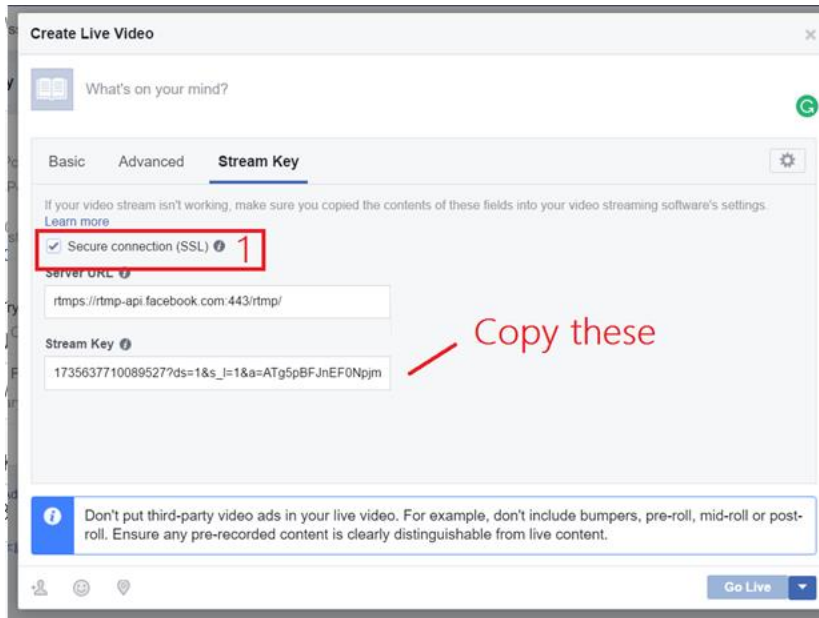 Create Live Video
What's on your mind?
Basic Advanced Stream Key
If your video stream isn't working, make sure you copied the contents of these fields into your video streaming software's settings.
Learn more
Secure connection (SSL) 1
Server URL
rtmps://rtmp-api.facebook.com:443/rtmp/
Copy these
Stream Key
1735637710089527?ds=1&s_l=1&a=ATg5pBFJnEF0Npjm
Don't put third-party video ads in your live video. For example, don't include bumpers, pre-roll, mid-roll or post-
roll. Ensure any pre-recorded content is clearly distinguishable from live content.
Go Live